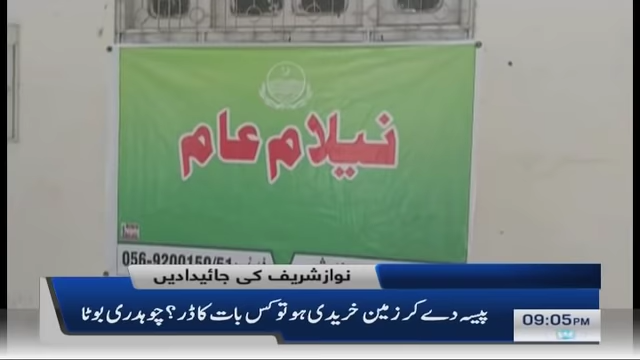 نیلام عام
056-9200150/51
نوازشریف کی جائیدادیں
پیسہ دے کر زمین خریدی ہو تو کس بات کا ڈر؟ چوہدری بوٹا
09:05PM